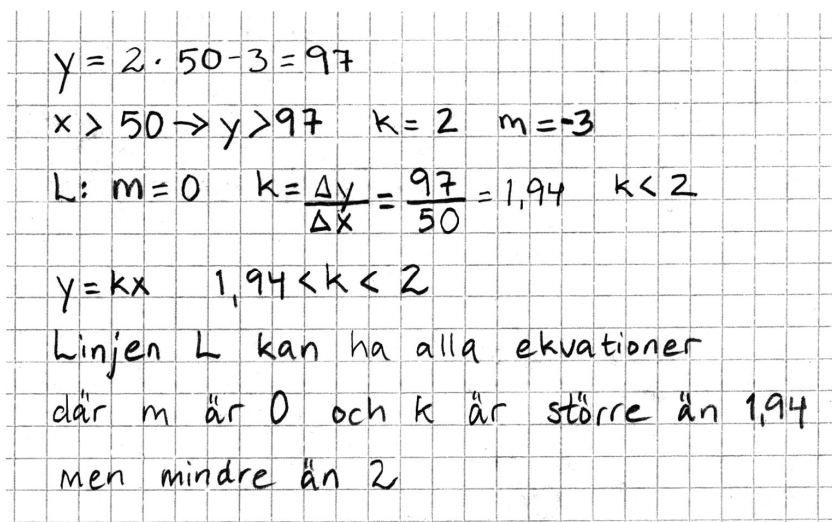 y = 2 · 50 - 3 = 97
x > 50 → y > 97 k = 2 m = -3
L: m = 0 k = Δy/Δx = 97/50 = 1,94 k < 2
y = kx 1,94 < k < 2
Linjen L kan ha alla ekvationer
där m är 0 och k är större än 1,94
men mindre än 2